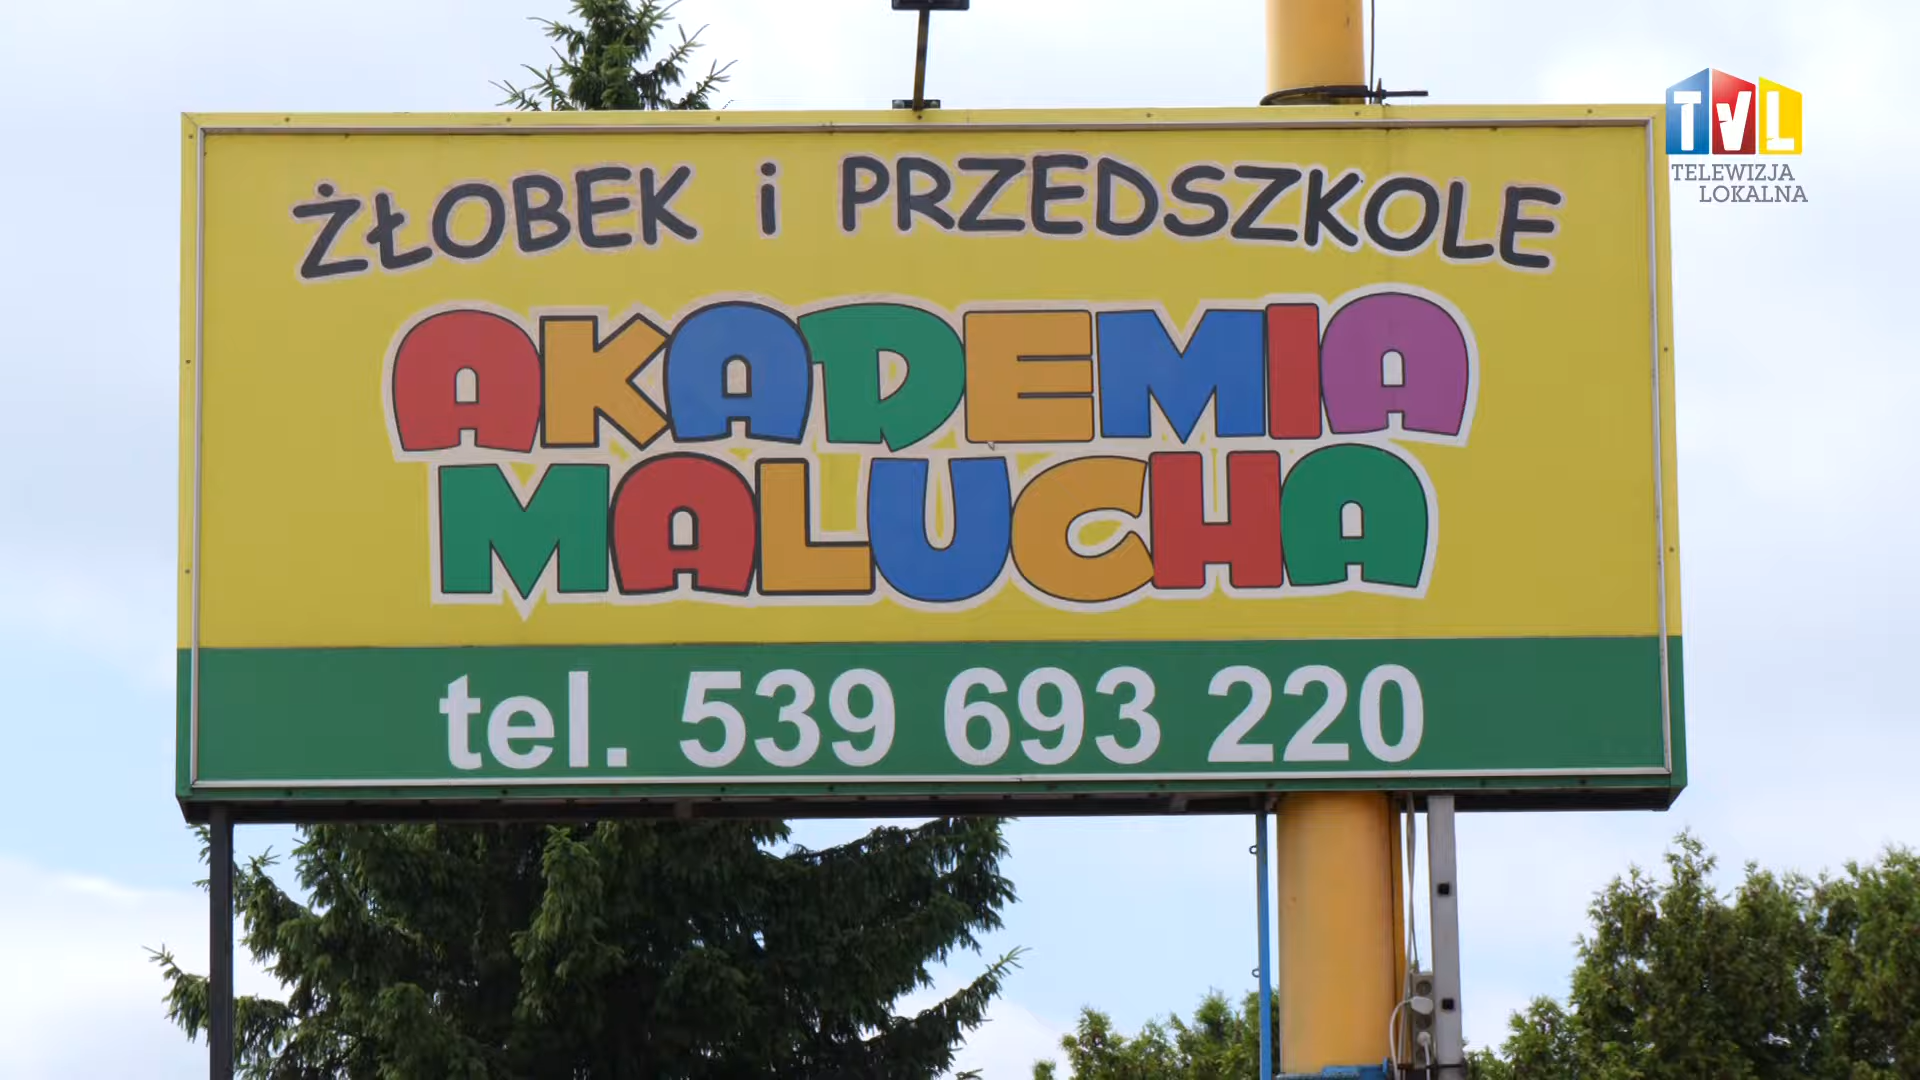 ŻŁOBEK i PRZEDSZKOLE
AKADEMIA
MALUCHA
tel. 539 693 220
TVL
TELEWIZJA
LOKALNA